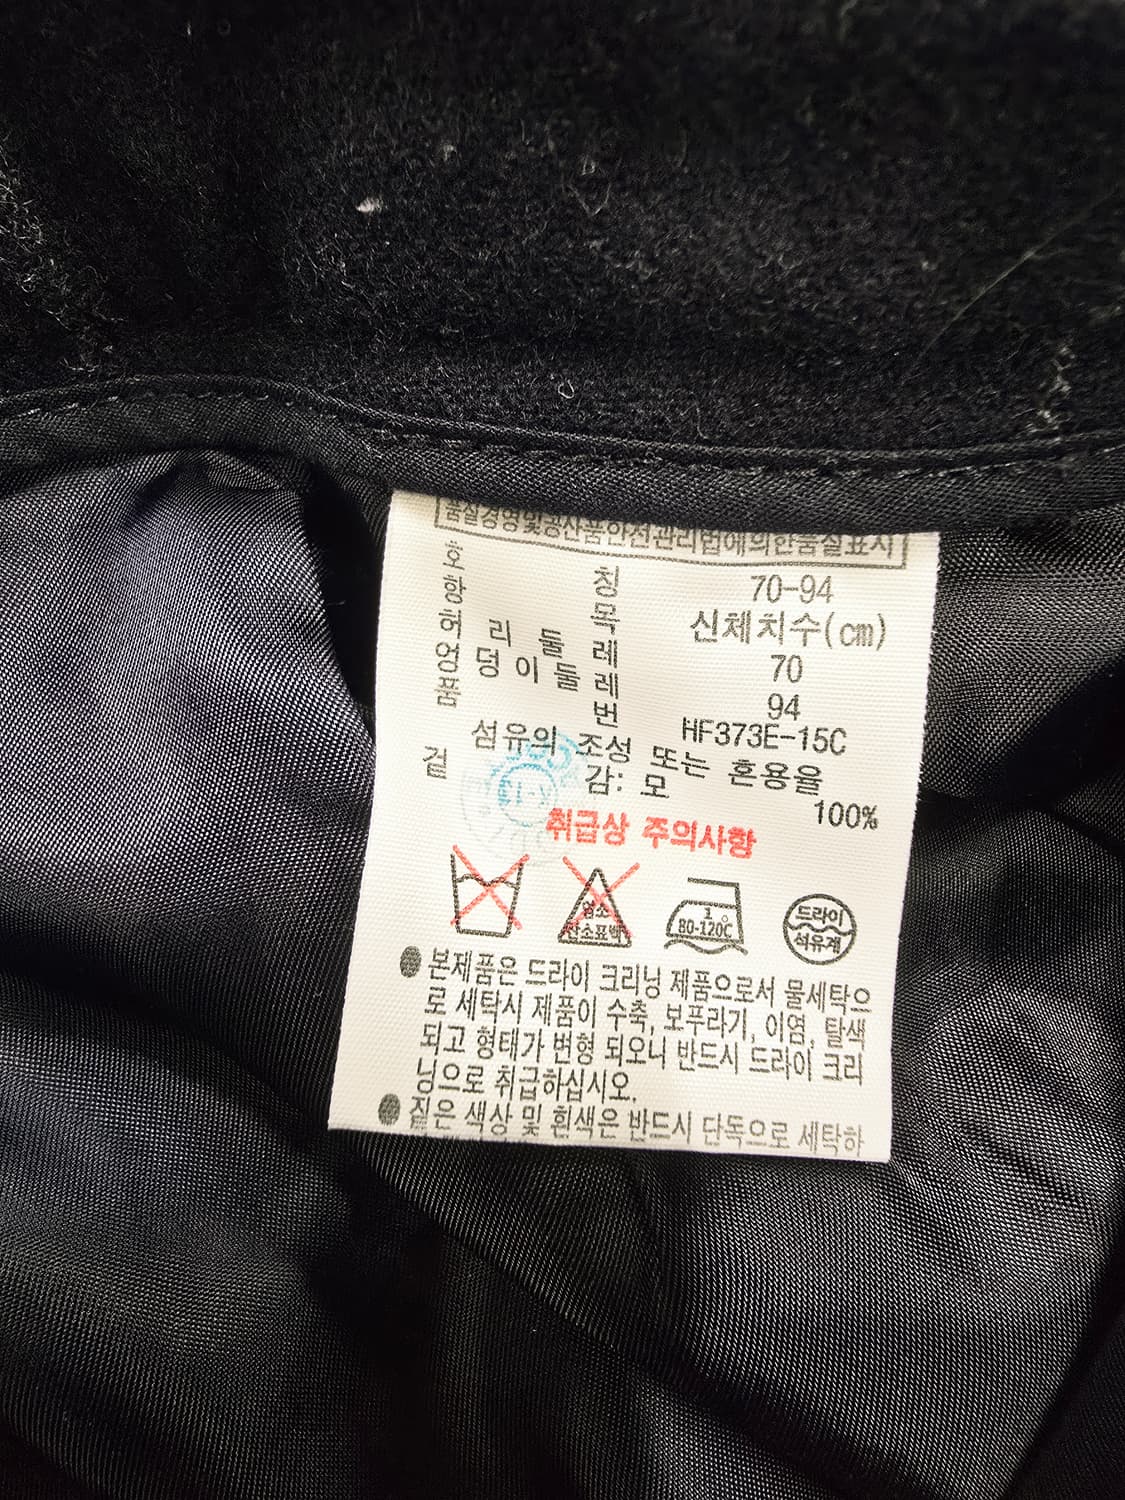 품질경영및공산품안전관리법에의한품질표시
호 칭 70-94
항 목 신체치수(cm)
허 리 둘 레 70
엉 덩 이 둘 레 94
품 번 HF373E-15C
섬유의 조성 또는 혼용율
겉 감: 모 100%
취급상 주의사항
염소
산소표백
1
80-120℃
드라이
석유계
● 본제품은 드라이 크리닝 제품으로서 물세탁으
로 세탁시 제품이 수축, 보푸라기, 이염, 탈색
되고 형태가 변형 되오니 반드시 드라이 크리
닝으로 취급하십시오.
● 짙은 색상 및 흰색은 반드시 단독으로 세탁하